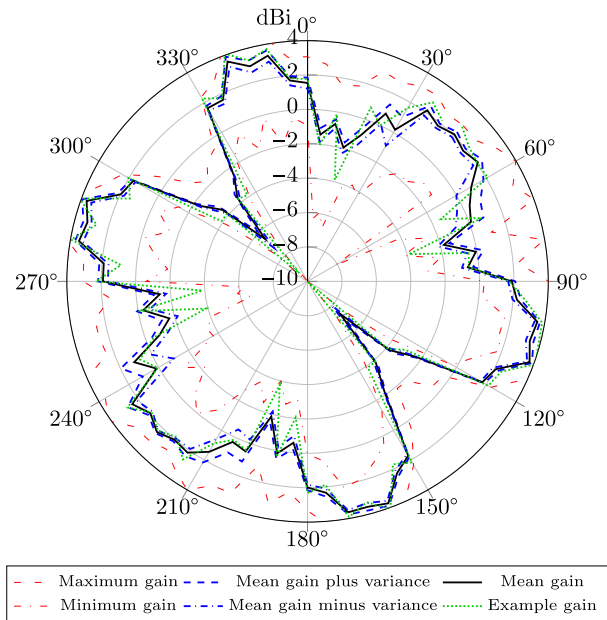 dBi
0°
30°
60°
90°
120°
150°
180°
210°
240°
270°
300°
330°
4
2
0
−2
−4
−6
−8
−10
Maximum gain
Mean gain plus variance
Mean gain
Minimum gain
Mean gain minus variance
Example gain